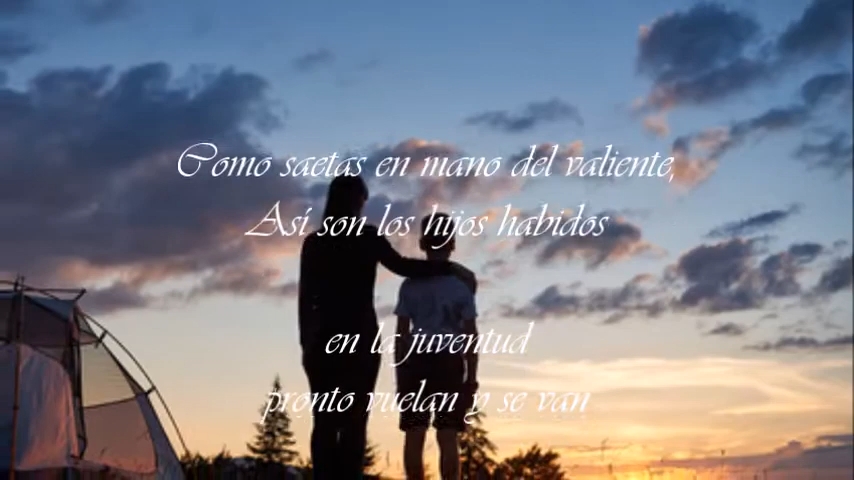 Como saetas en mano del valiente,
Así son los hijos habidos
en la juventud
pronto vuelan y se van